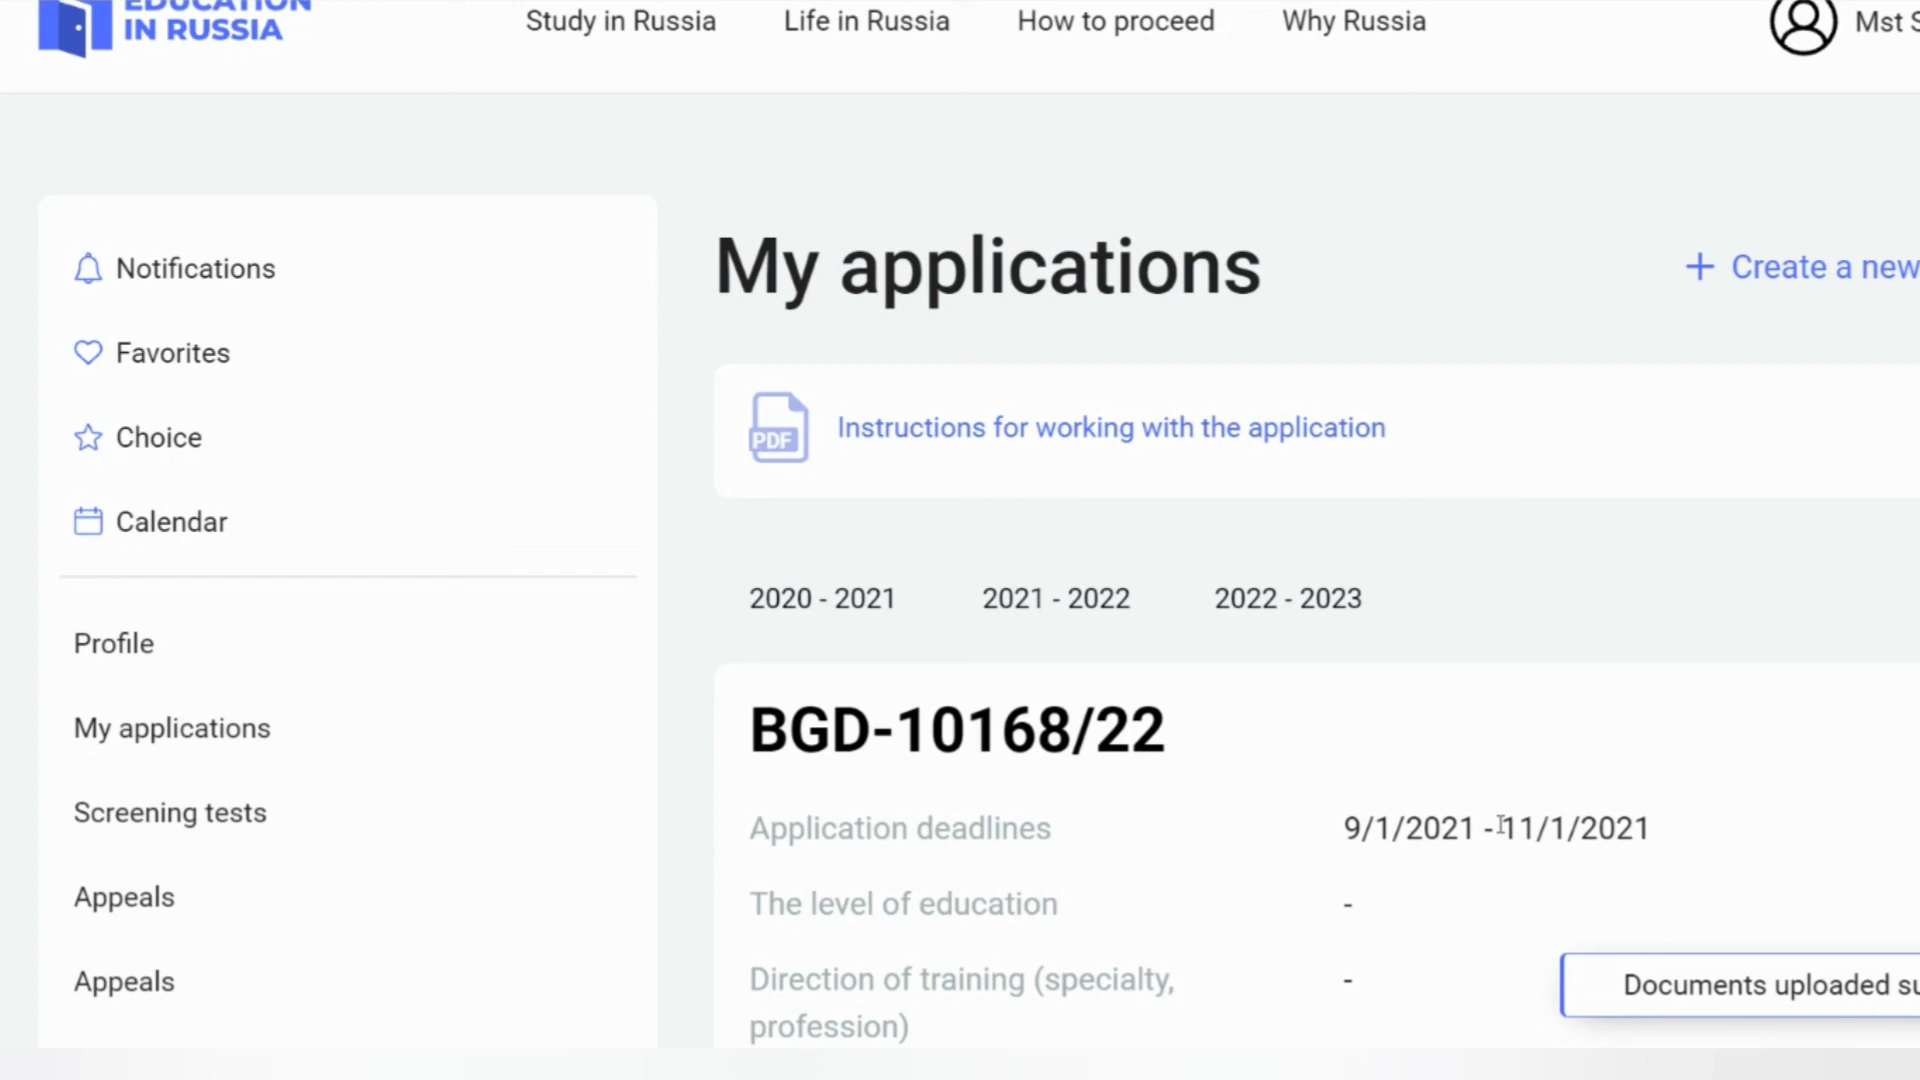 EDUCATION
IN RUSSIA
Study in Russia
Life in Russia
How to proceed
Why Russia
Mst S
Notifications
Favorites
Choice
Calendar
Profile
My applications
Screening tests
Appeals
Appeals
My applications
+ Create a new
PDF
Instructions for working with the application
2020 - 2021
2021 - 2022
2022 - 2023
BGD-10168/22
Application deadlines
9/1/2021 - 11/1/2021
The level of education
-
Direction of training (specialty,
profession)
-
Documents uploaded su